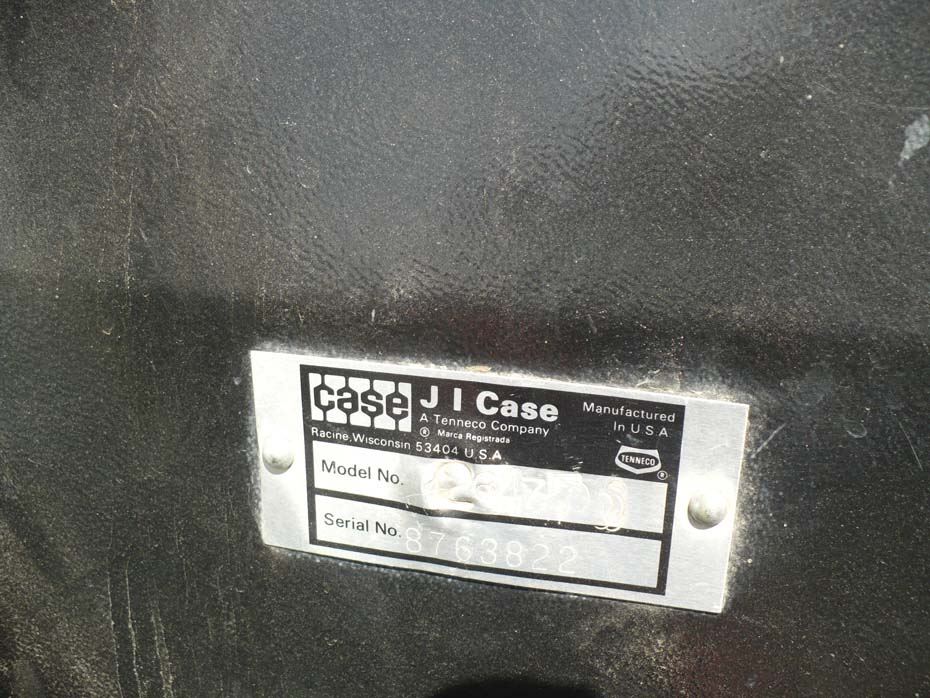 case
J I Case
A Tenneco Company
® Marca Registrada
Racine, Wisconsin 53404 U.S.A
Manufactured
In U.S.A
TENNECO
®
Model No.
Serial No. 8763822